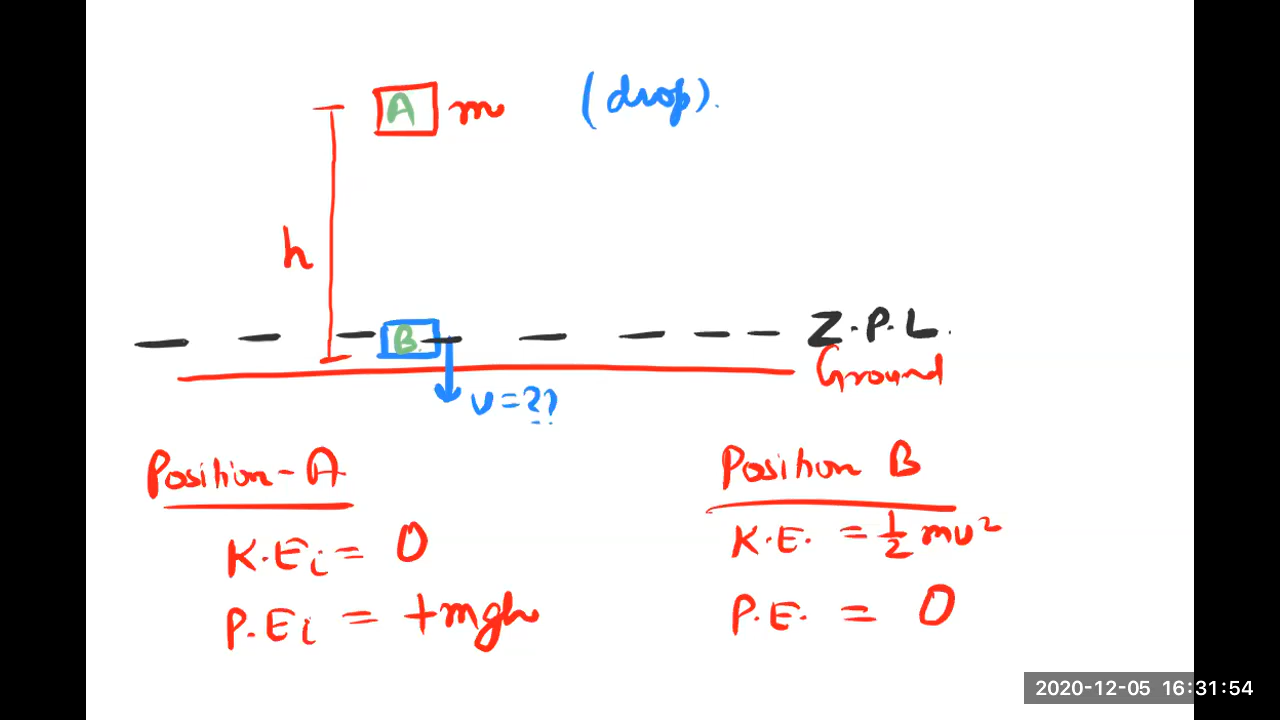 A m (drop).
h
B. Z.P.L.
Ground
v = ??
Position - A
K.Ei = 0
P.Ei = +mgh
Position B
K.E. = 1/2 mv²
P.E. = 0
2020-12-05 16:31:54